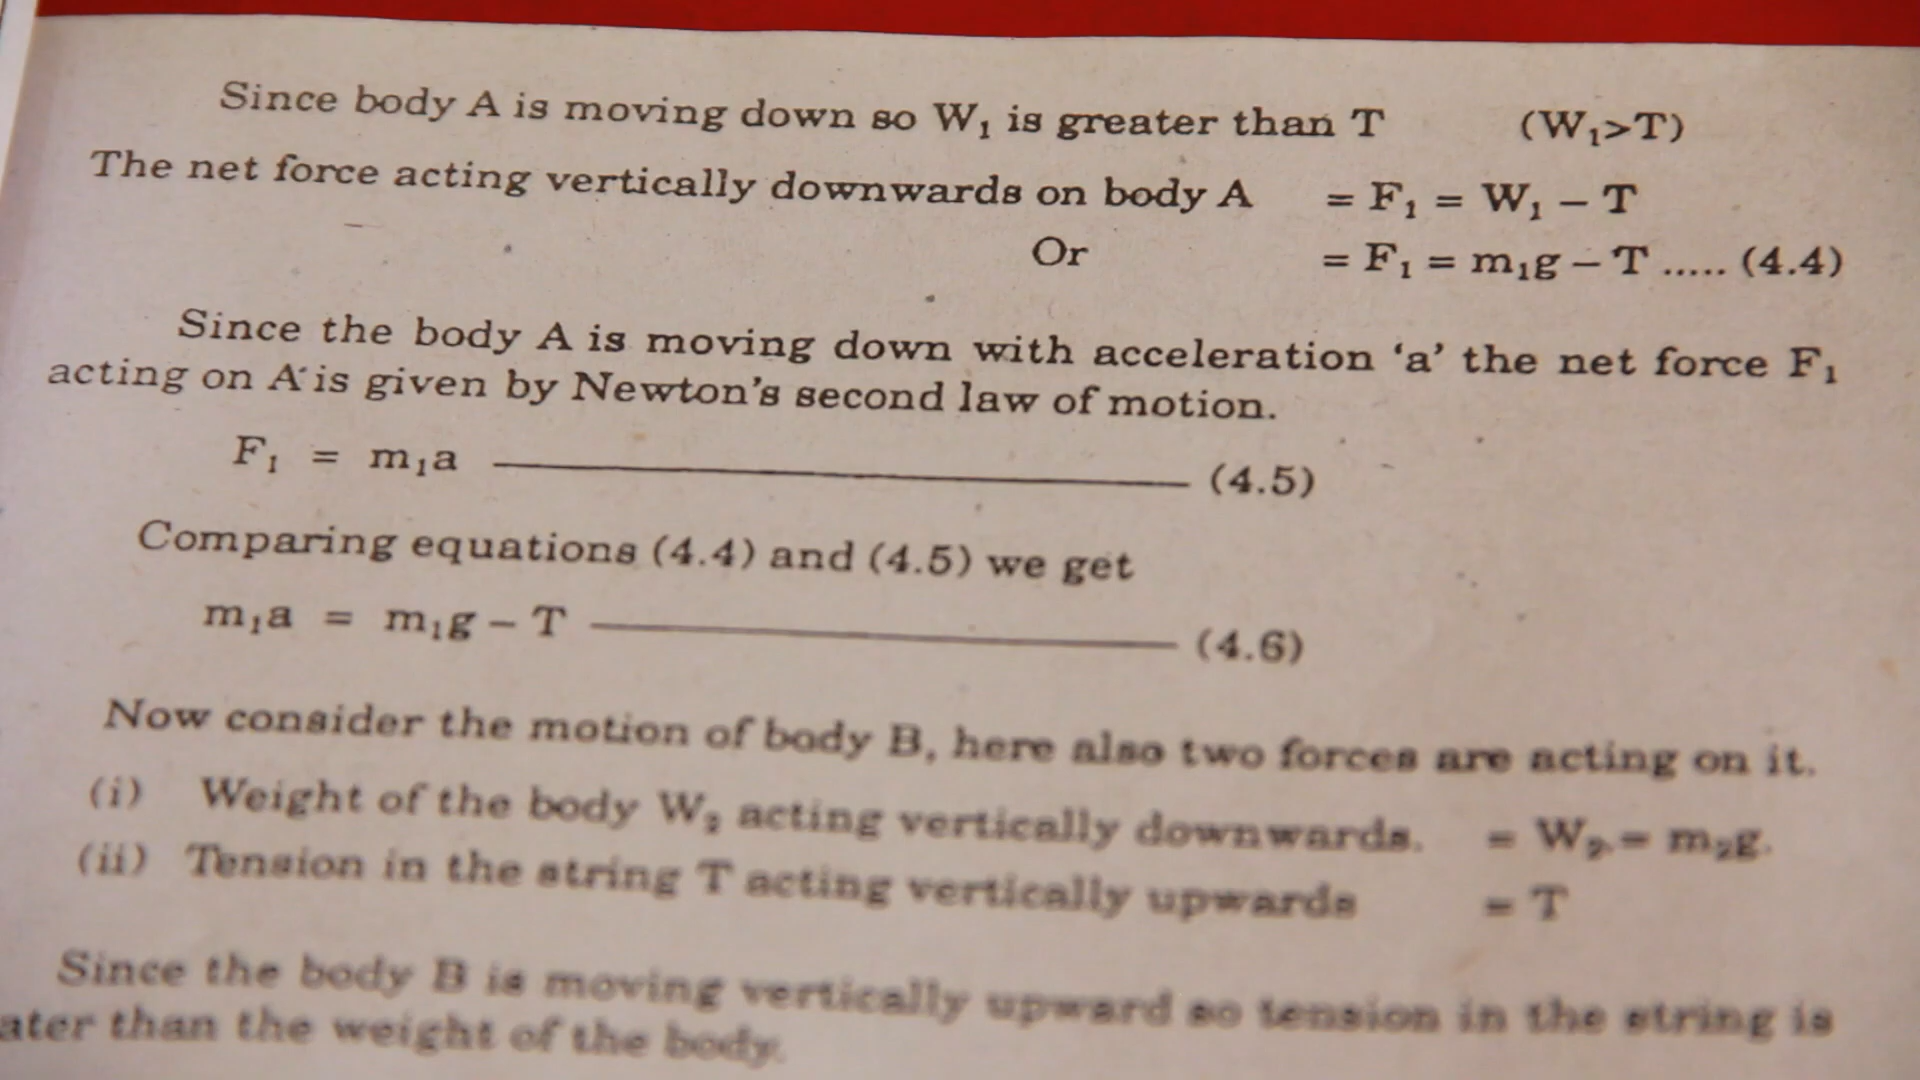 Since body A is moving down so W₁ is greater than T (W₁>T)
The net force acting vertically downwards on body A = F₁ = W₁ – T
Or = F₁ = m₁g – T ..... (4.4)
Since the body A is moving down with acceleration ‘a’ the net force F₁
acting on A is given by Newton's second law of motion.
F₁ = m₁a ———————— (4.5)
Comparing equations (4.4) and (4.5) we get
m₁a = m₁g – T ———————— (4.6)
Now consider the motion of body B, here also two forces are acting on it.
(i) Weight of the body W₂ acting vertically downwards. = W₂ = m₂g.
(ii) Tension in the string T acting vertically upwards = T
Since the body B is moving vertically upward so tension in the string is
ater than the weight of the body.